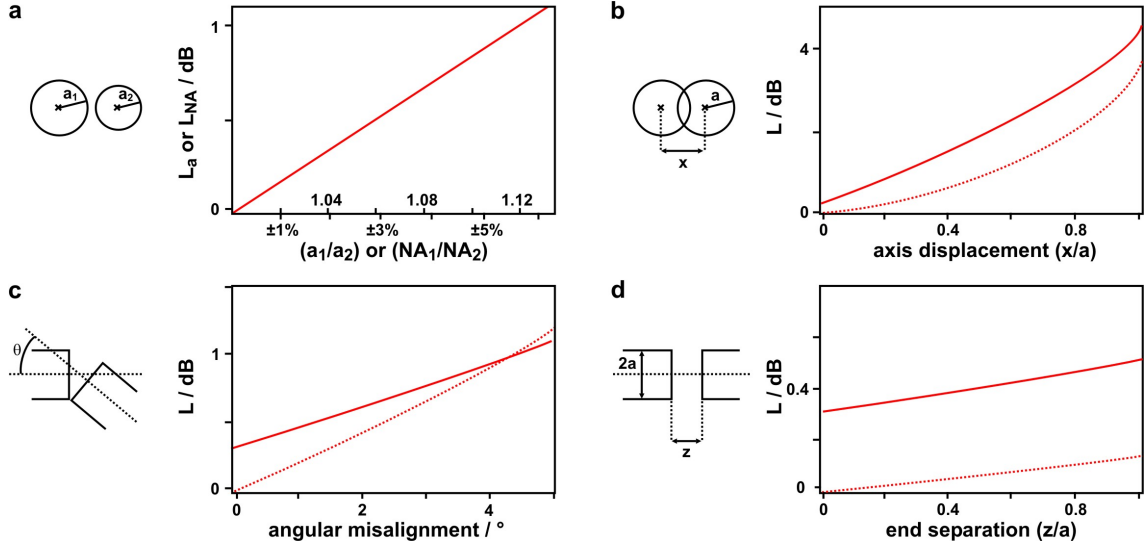 a
a1
a2
La or LNA / dB
1
0
1.04
1.08
1.12
±1%
±3%
±5%
(a1/a2) or (NA1/NA2)
b
a
x
L / dB
4
0
0
0.4
0.8
axis displacement (x/a)
c
θ
L / dB
1
0
0
2
4
angular misalignment / °
d
2a
z
L / dB
0.4
0
0
0.4
0.8
end separation (z/a)